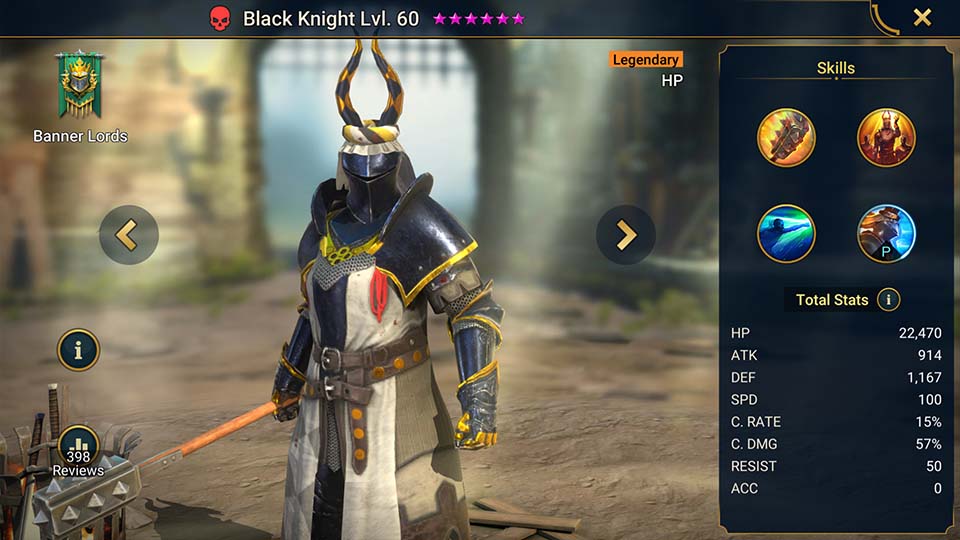 Black Knight Lvl. 60
Banner Lords
Legendary
HP
398
Reviews
Skills
P
Total Stats i
HP 22,470
ATK 914
DEF 1,167
SPD 100
C. RATE 15%
C. DMG 57%
RESIST 50
ACC 0
i